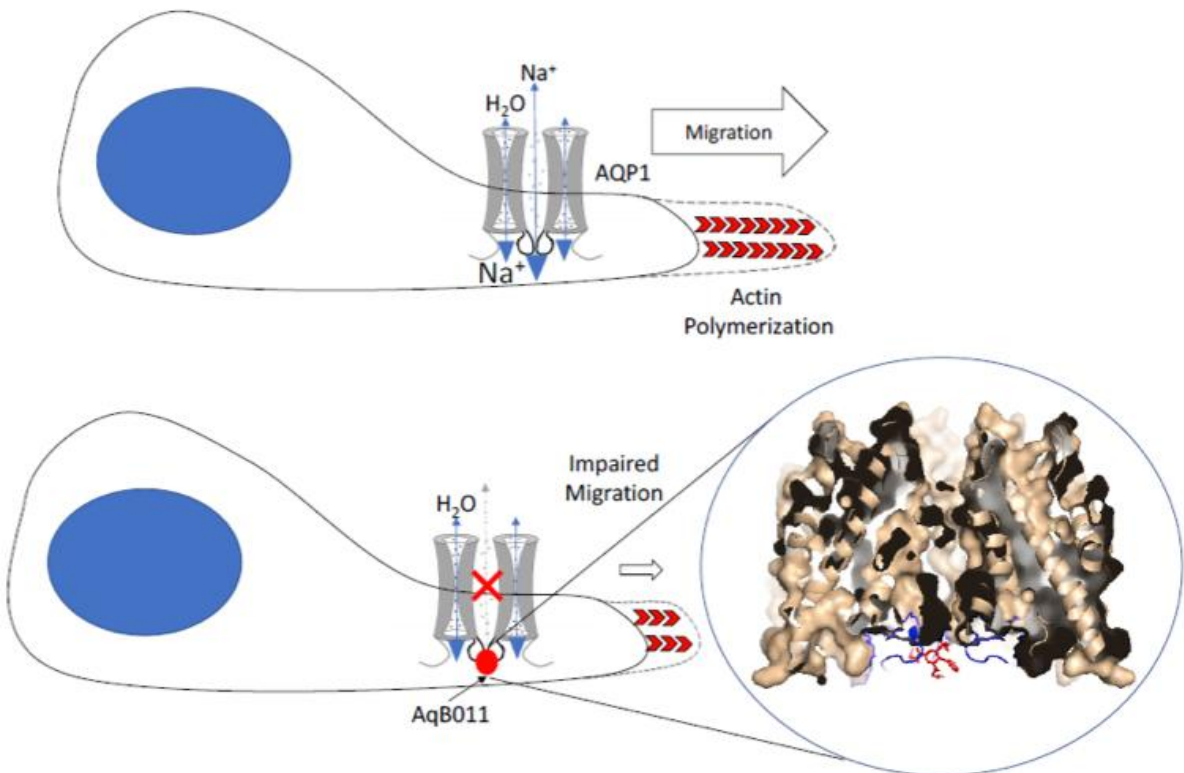 Na⁺
H₂O
Migration
AQP1
Na⁺
Actin
Polymerization
Impaired
Migration
H₂O
AqB011